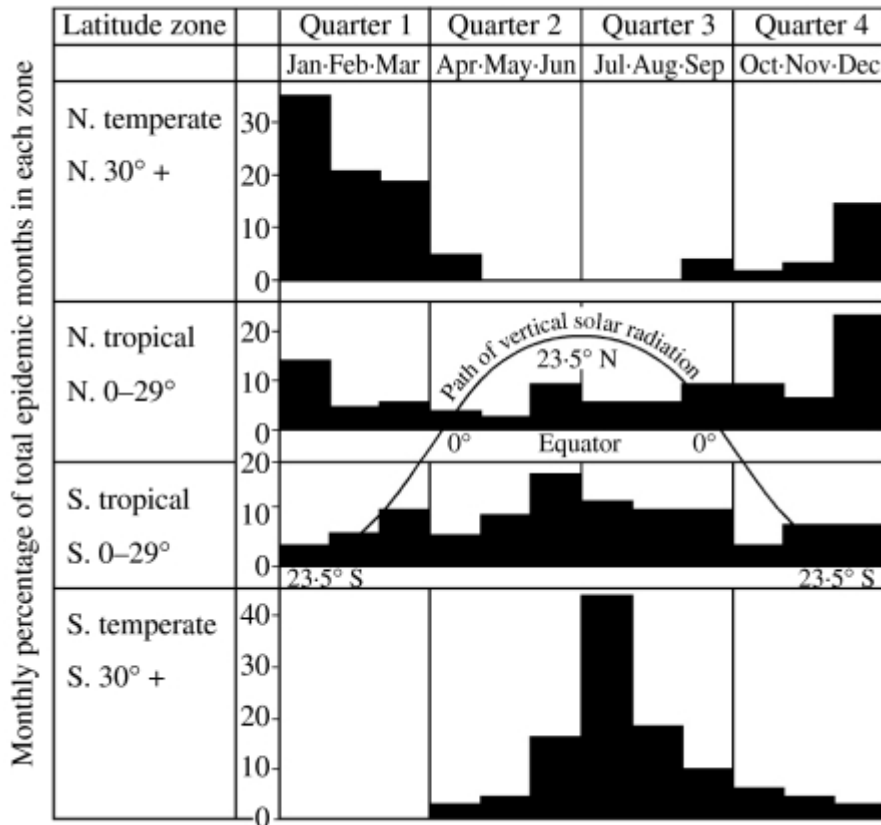 Monthly percentage of total epidemic months in each zone
Latitude zone Quarter 1 Quarter 2 Quarter 3 Quarter 4
Jan·Feb·Mar Apr·May·Jun Jul·Aug·Sep Oct·Nov·Dec
N. temperate
N. 30° +
30
20
10
0
N. tropical
N. 0–29°
20
10
0
Path of vertical solar radiation
23·5° N
0° Equator 0°
S. tropical
S. 0–29°
20
10
0
23·5° S 23·5° S
S. temperate
S. 30° +
40
30
20
10
0